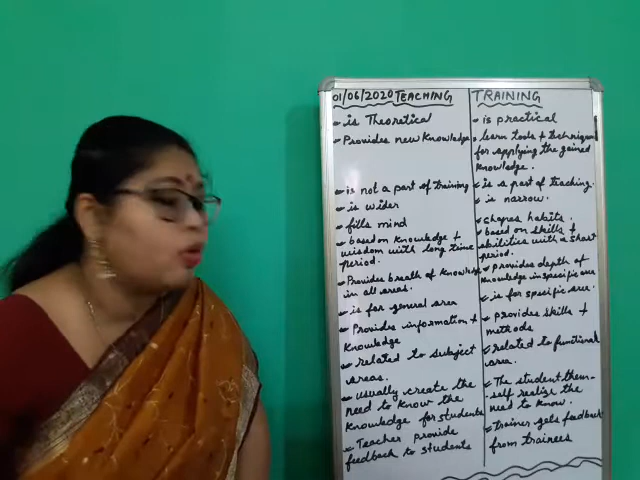 01/06/2020 TEACHING
- is Theoretical
- Provides new Knowledge
- is not a part of training
- is wider
- fills mind
- based on knowledge +
wisdom with long time
period.
- Provides breath of Knowledge
in all areas.
- is for general area
- Provides information +
Knowledge
- related to subject
areas.
- usually create the
need to know the
knowledge for students
- Teacher provide
feedback to students
TRAINING
- is practical
- learn tools + techniques
for applying the gained
knowledge.
- is a part of teaching.
- is narrow.
- shapes habits.
- based on skills +
abilities with a short
period.
- provides depth of
knowledge in specific area
- is for specific area.
- provides skills +
methods
- related to functional
area.
- The student them-
self realize the
need to know.
- trainer gets feedback
from trainees